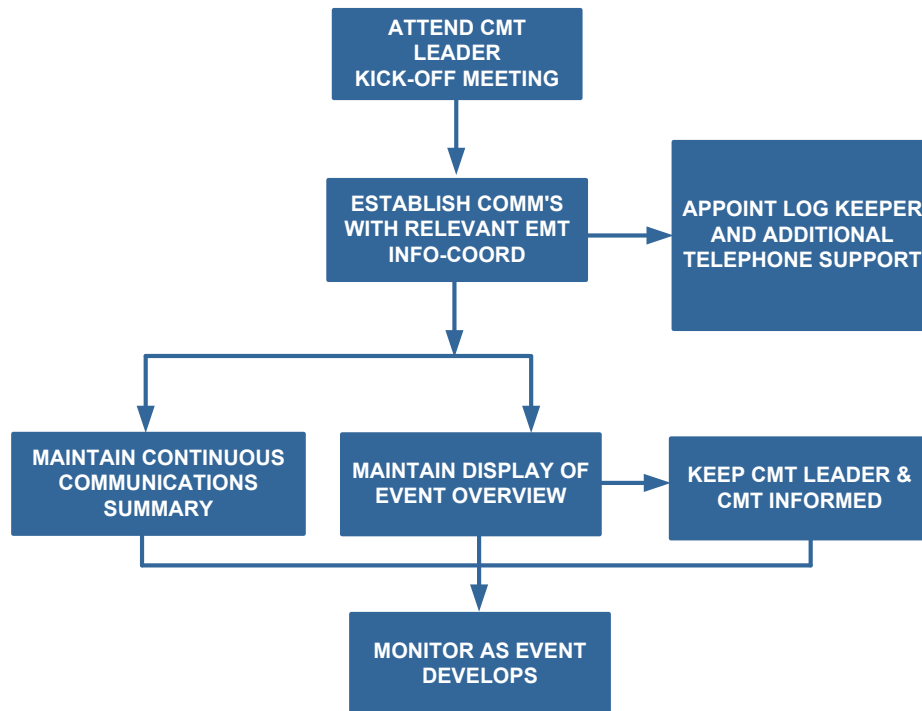 ATTEND CMT
LEADER
KICK-OFF MEETING
ESTABLISH COMM'S
WITH RELEVANT EMT
INFO-COORD
APPOINT LOG KEEPER
AND ADDITIONAL
TELEPHONE SUPPORT
MAINTAIN CONTINUOUS
COMMUNICATIONS
SUMMARY
MAINTAIN DISPLAY OF
EVENT OVERVIEW
KEEP CMT LEADER &
CMT INFORMED
MONITOR AS EVENT
DEVELOPS